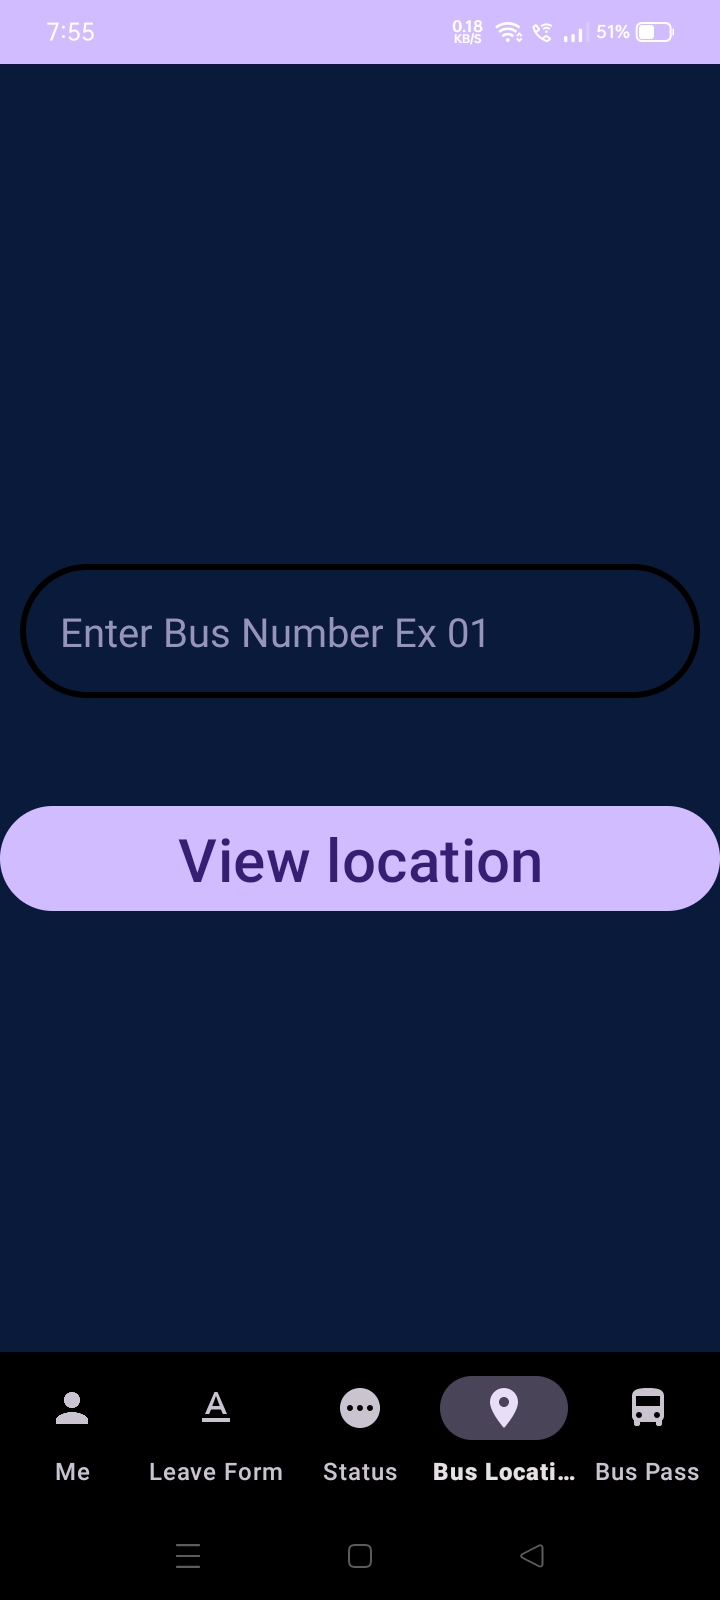 7:55
0.18
KB/S
51%
Enter Bus Number Ex 01
View location
A
Me
Leave Form
Status
Bus Locati...
Bus Pass